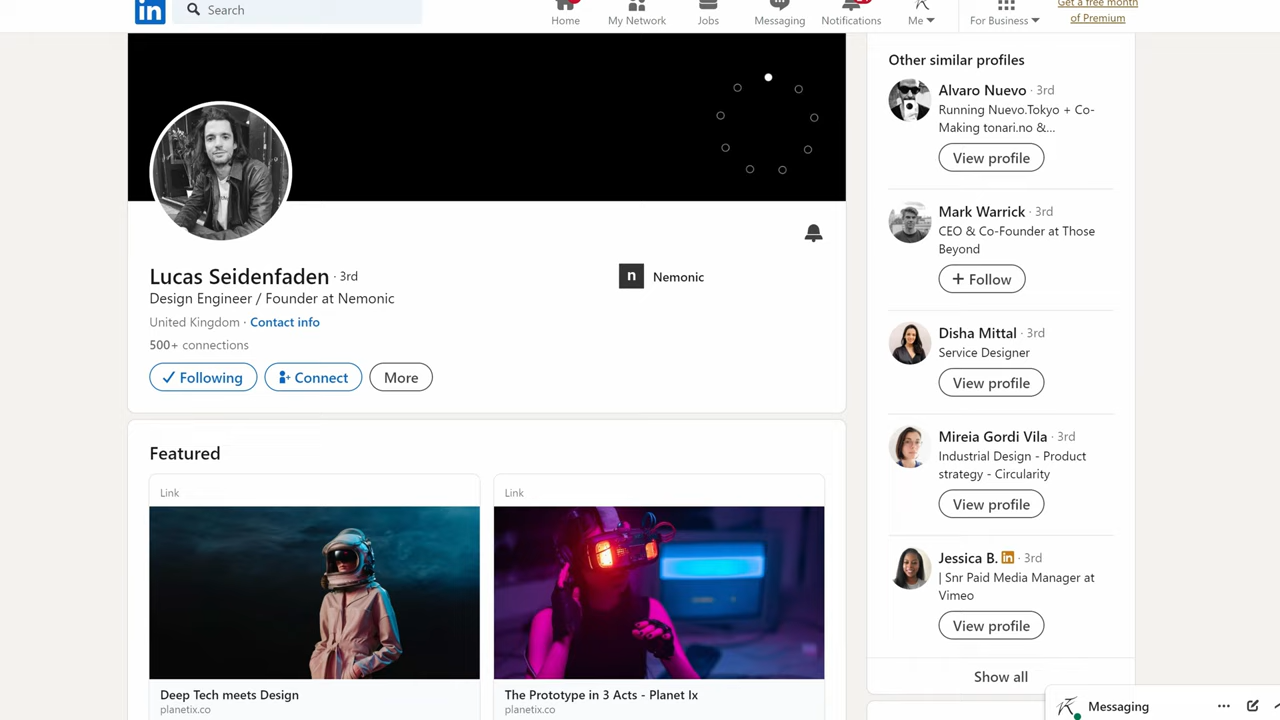 in
Search
Home
My Network
Jobs
Messaging
Notifications
Me
For Business
Get a free month
of Premium
Lucas Seidenfaden · 3rd
Design Engineer / Founder at Nemonic
United Kingdom · Contact info
500+ connections
Following
Connect
More
n
Nemonic
Featured
Link
Deep Tech meets Design
planetix.co
Link
The Prototype in 3 Acts - Planet Ix
planetix.co
Other similar profiles
Alvaro Nuevo · 3rd
Running Nuevo.Tokyo + Co-
Making tonari.no &...
View profile
Mark Warrick · 3rd
CEO & Co-Founder at Those
Beyond
+ Follow
Disha Mittal · 3rd
Service Designer
View profile
Mireia Gordi Vila · 3rd
Industrial Design - Product
strategy - Circularity
View profile
Jessica B. in · 3rd
| Snr Paid Media Manager at
Vimeo
View profile
Show all
Messaging